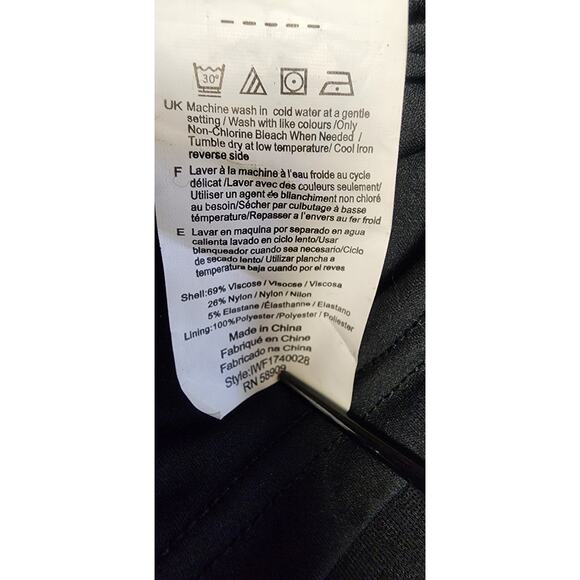 - - - - -
30°
UK Machine wash in cold water at a gentle
setting / Wash with like colours /Only
Non-Chlorine Bleach When Needed /
Tumble dry at low temperature/ Cool Iron
reverse side
F Laver à la machine à l'eau froide au cycle
délicat /Laver avec des couleurs seulement/
Utiliser un agent de bllanchiment non chloré
au besoin/Sécher par culbutage à basse
témpérature/Repasser a l'envers au fer froid
E Lavar en maquina por separado en agua
calienta lavado en ciclo lento/Usar
blanqueador cuando sea necesario/Ciclo
de secado lento/ Utilizar plancha a
temperatura baja cuando por el reves
Shell:69% Viscose / Viscose / Viscosa
26% Nylon / Nylon / Nilon
5% Elastane /Élasthanne / Elastano
Lining:100%Polyester /Polyester / Poliester
Made in China
Fabriqué en Chine
Fabricado na China
Style:IWF1740028
RN 58909